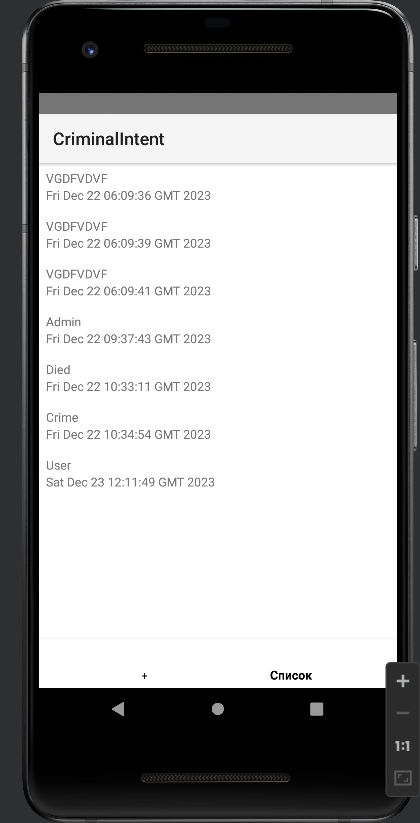 CriminalIntent
VGDFVDVF
Fri Dec 22 06:09:36 GMT 2023
VGDFVDVF
Fri Dec 22 06:09:39 GMT 2023
VGDFVDVF
Fri Dec 22 06:09:41 GMT 2023
Admin
Fri Dec 22 09:37:43 GMT 2023
Died
Fri Dec 22 10:33:11 GMT 2023
Crime
Fri Dec 22 10:34:54 GMT 2023
User
Sat Dec 23 12:11:49 GMT 2023
+ Список
1:1